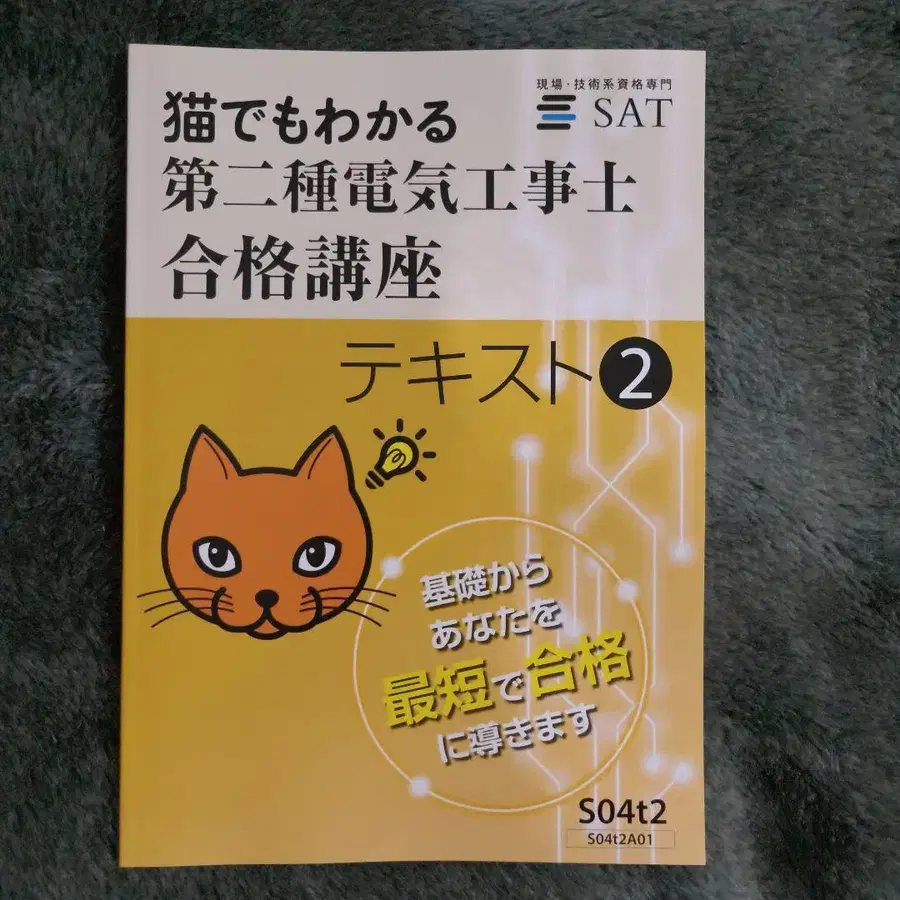 現場・技術系資格専門
SAT
猫でもわかる
第二種電気工事士
合格講座
テキスト2
基礎から
あなたを
最短で合格
に導きます
S04t2
S04t2A01